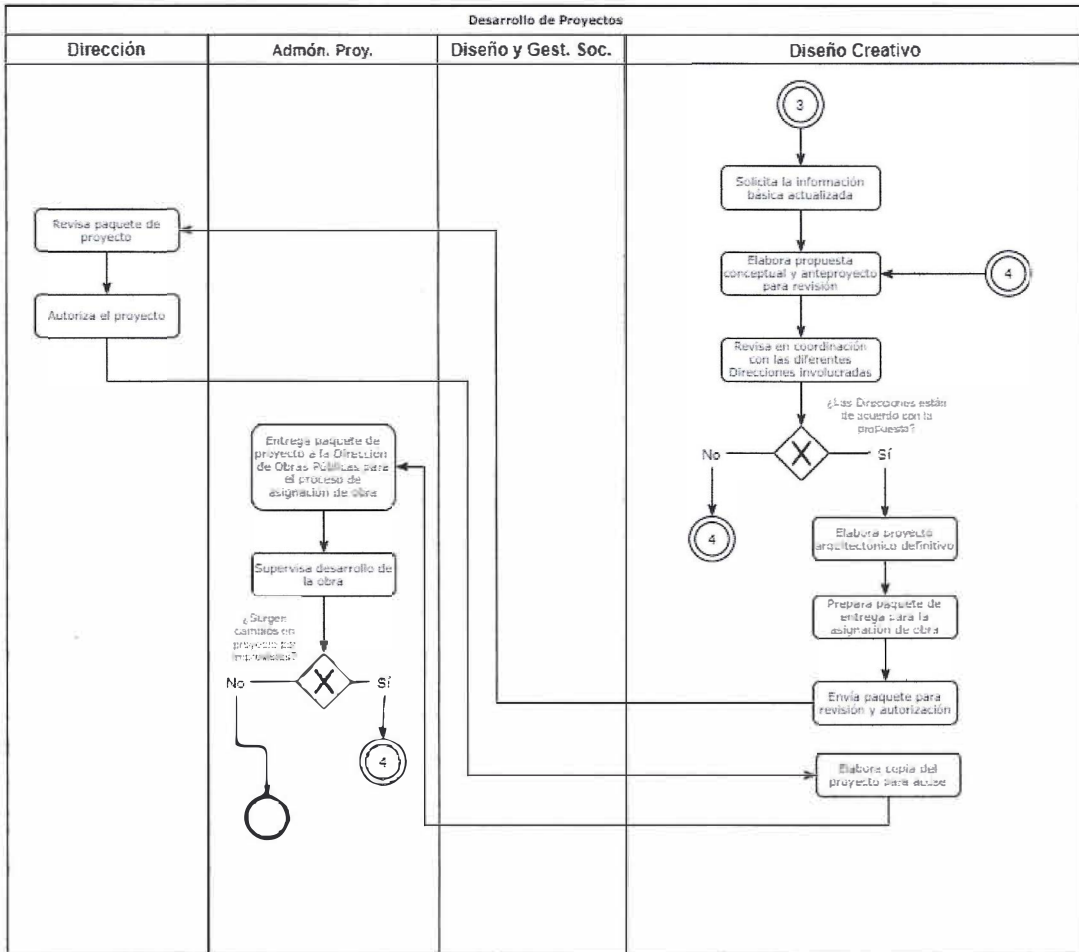 Desarrollo de Proyectos
Dirección
Admón. Proy.
Diseño y Gest. Soc.
Diseño Creativo
3
Solicita la información
básica actualizada
Revisa paquete de
proyecto
Elabora propuesta
conceptual y anteproyecto
para revisión
4
Autoriza el proyecto
Revisa en coordinación
con las diferentes
Direcciones involucradas
¿Las Direcciones están
de acuerdo con la
propuesta?
No
Sí
4
Entrega paquete de
proyecto a la Dirección
de Obras Públicas para
el proceso de
asignación de obra
Elabora proyecto
arquitectónico definitivo
Supervisa desarrollo de
la obra
Prepara paquete de
entrega para la
asignación de obra
¿Surgen
cambios en
proyecto por
improvistos?
No
Sí
Envía paquete para
revisión y autorización
4
Elabora copia del
proyecto para acuse